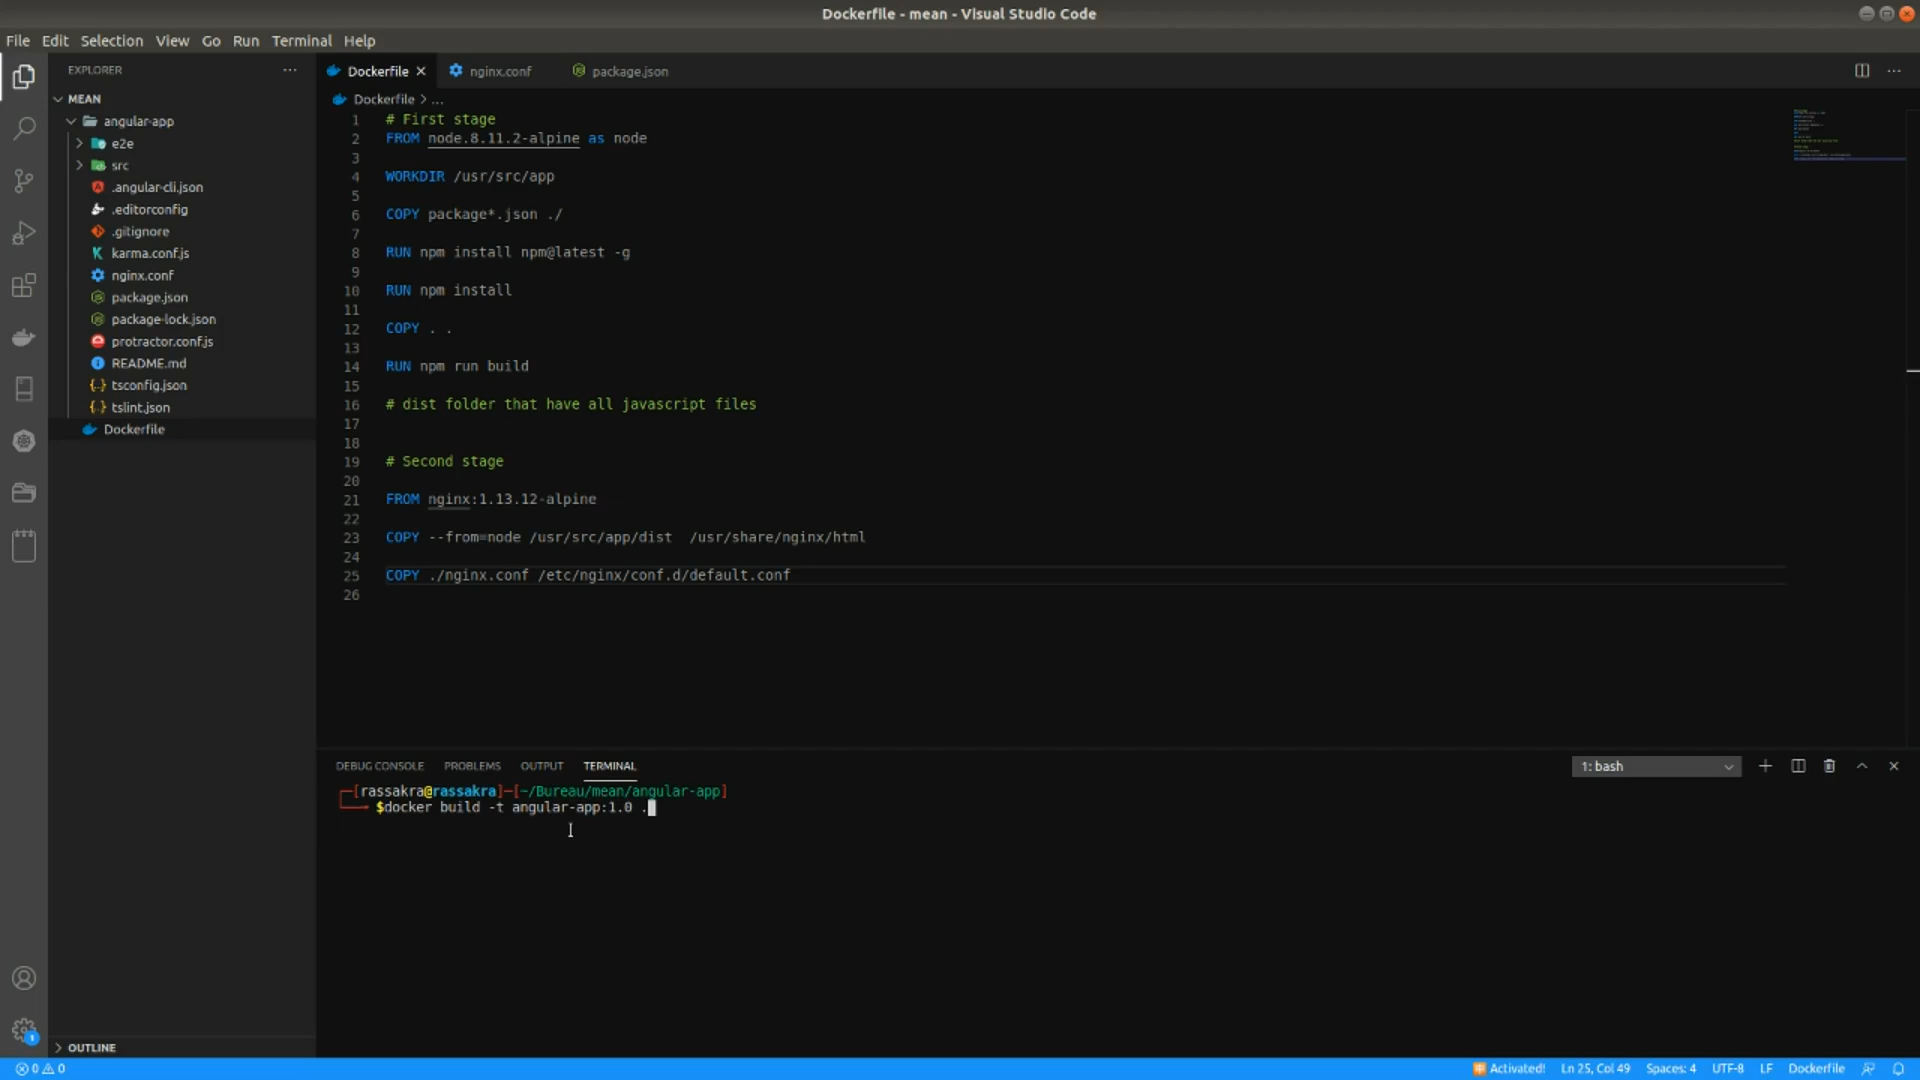 Dockerfile - mean - Visual Studio Code
File Edit Selection View Go Run Terminal Help
EXPLORER
MEAN
angular-app
e2e
src
.angular-cli.json
.editorconfig
.gitignore
karma.conf.js
nginx.conf
package.json
package-lock.json
protractor.conf.js
README.md
tsconfig.json
tslint.json
Dockerfile
OUTLINE
Dockerfile nginx.conf package.json
Dockerfile > ...
1 # First stage
2 FROM node.8.11.2-alpine as node
3
4 WORKDIR /usr/src/app
5
6 COPY package*.json ./
7
8 RUN npm install npm@latest -g
9
10 RUN npm install
11
12 COPY . .
13
14 RUN npm run build
15
16 # dist folder that have all javascript files
17
18
19 # Second stage
20
21 FROM nginx:1.13.12-alpine
22
23 COPY --from=node /usr/src/app/dist  /usr/share/nginx/html
24
25 COPY ./nginx.conf /etc/nginx/conf.d/default.conf
26
DEBUG CONSOLE PROBLEMS OUTPUT TERMINAL
1: bash
[rassakra@rassakra]-[~/Bureau/mean/angular-app]
$docker build -t angular-app:1.0 .
1
0 0
Activated! Ln 25, Col 49 Spaces: 4 UTF-8 LF Dockerfile